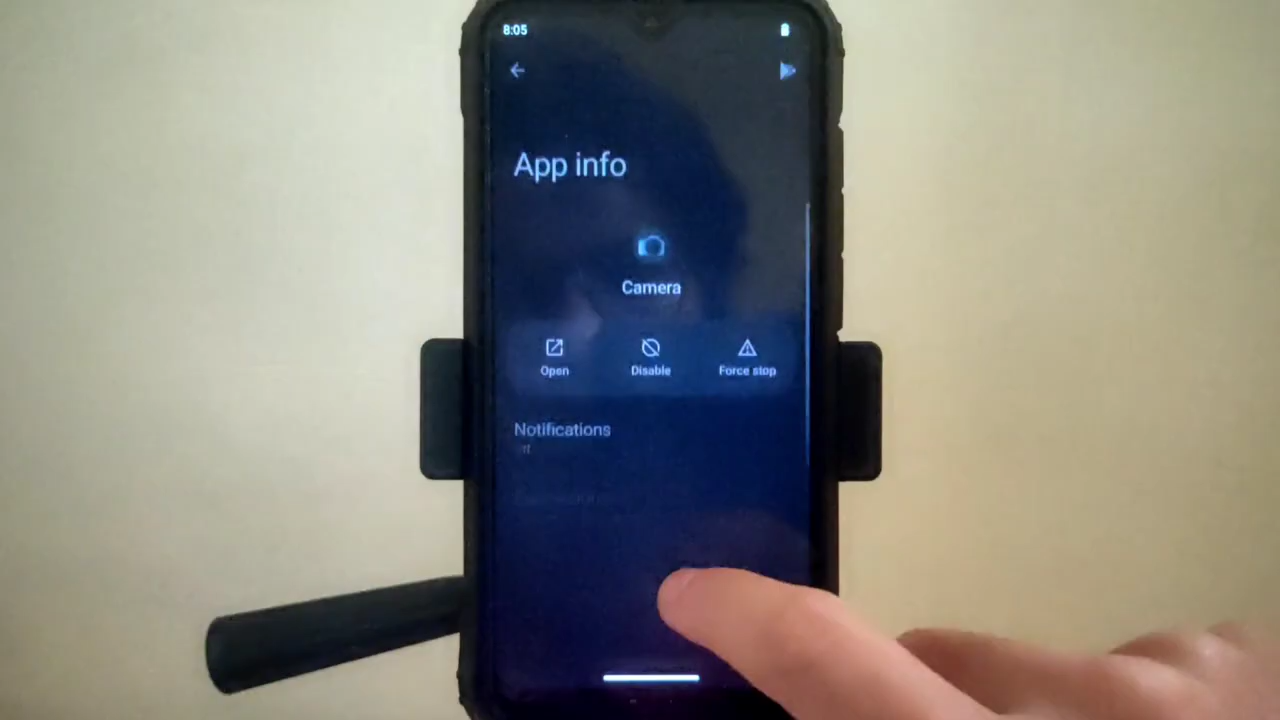 8:05
App info
Camera
Open Disable Force stop
Notifications